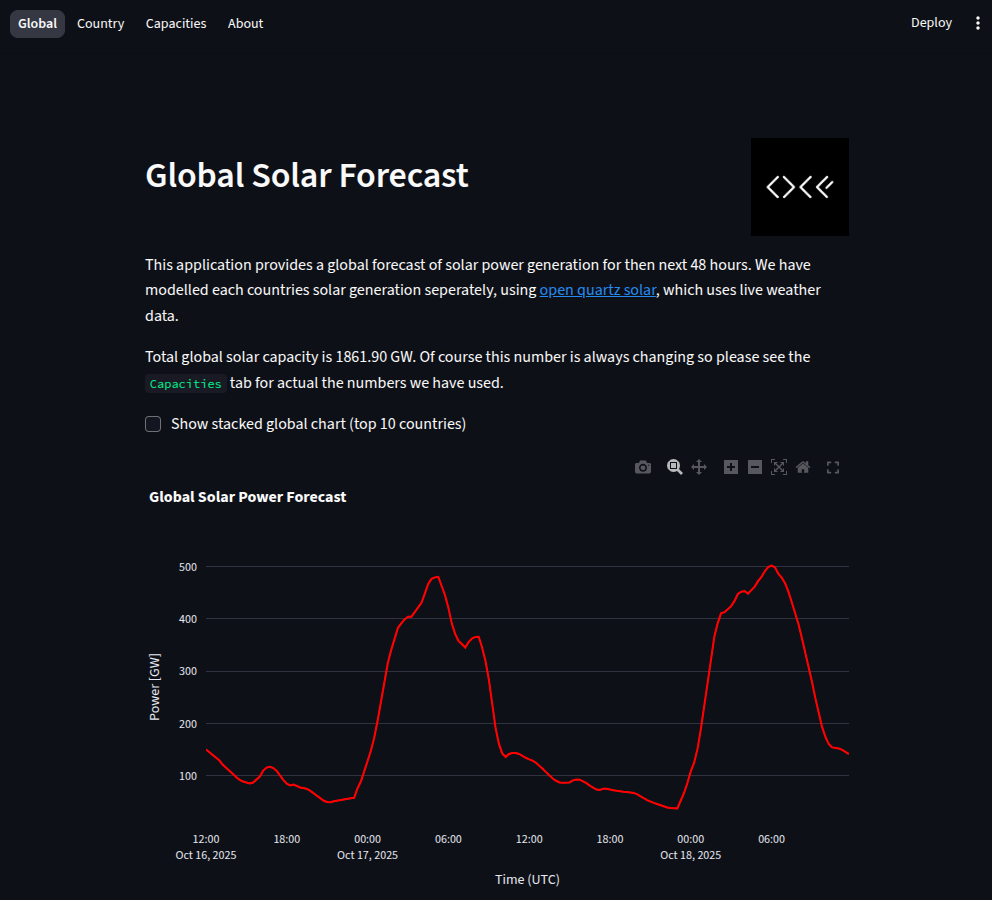 Global Country Capacities About Deploy
Global Solar Forecast
This application provides a global forecast of solar power generation for then next 48 hours. We have
modelled each countries solar generation seperately, using open quartz solar, which uses live weather
data.
Total global solar capacity is 1861.90 GW. Of course this number is always changing so please see the
Capacities tab for actual the numbers we have used.
Show stacked global chart (top 10 countries)
Global Solar Power Forecast
500
400
300
200
100
Power [GW]
12:00 18:00 00:00 06:00 12:00 18:00 00:00 06:00
Oct 16, 2025 Oct 17, 2025 Oct 18, 2025
Time (UTC)